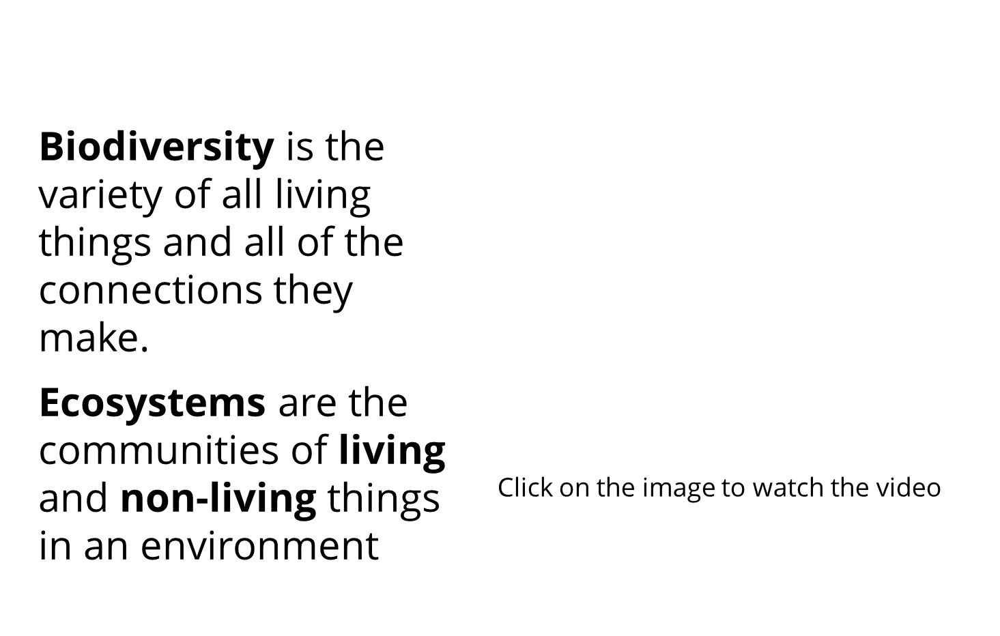 Biodiversity is the
variety of all living
things and all of the
connections they
make.
Ecosystems are the
communities of living
and non-living things
in an environment
Click on the image to watch the video